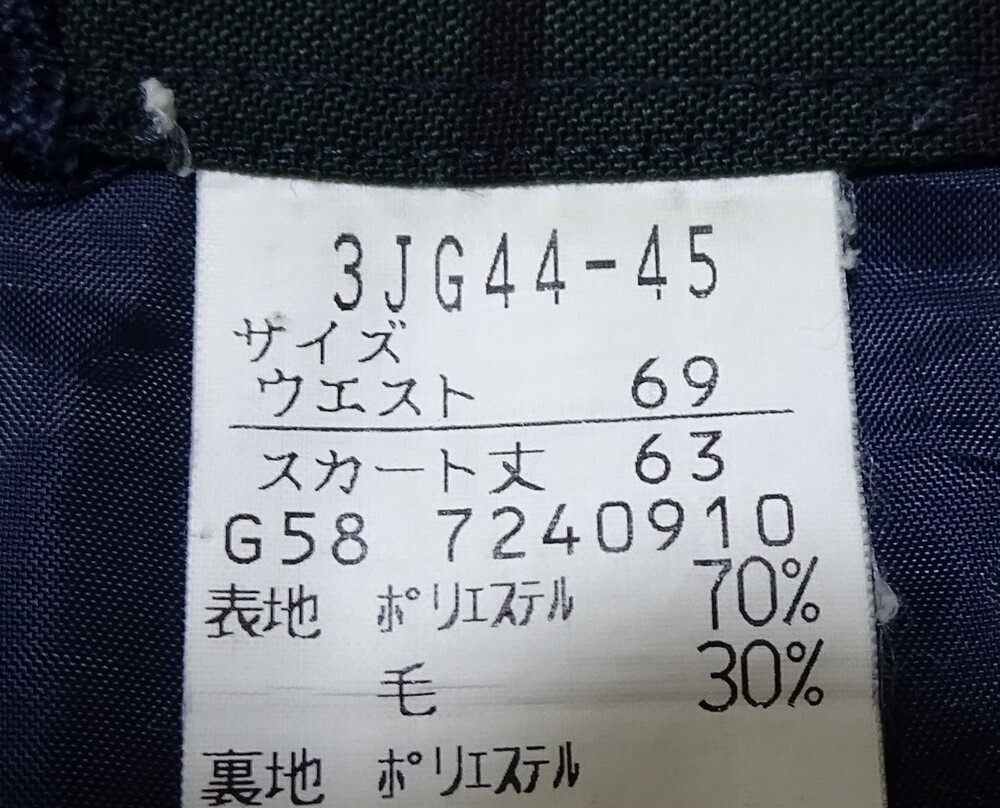 3JG44-45
サイズ
ウエスト 69
スカート丈 63
G58 7240910
表地 ポリエステル 70%
毛 30%
裏地 ポリエステル